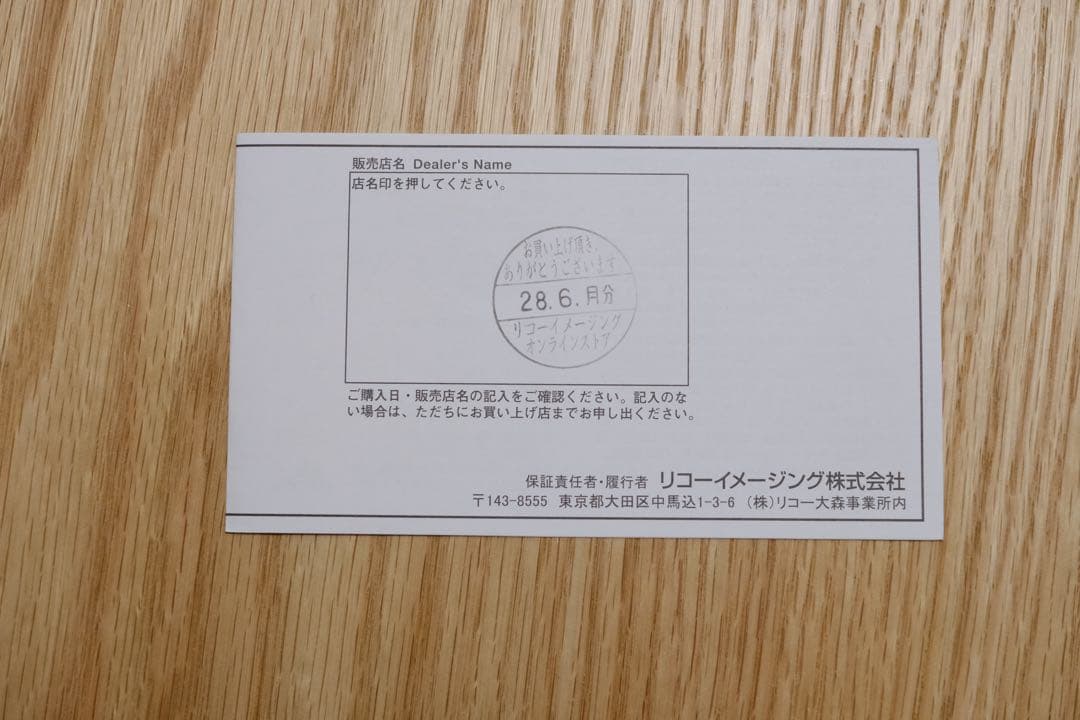 販売店名 Dealer's Name
店名印を押してください。
お買い上げ頂き、
ありがとうございます
28.6.月分
リコーイメージング
オンラインストア
ご購入日・販売店名の記入をご確認ください。記入のな
い場合は、ただちにお買い上げ店までお申し出ください。
保証責任者・履行者 リコーイメージング株式会社
〒143-8555 東京都大田区中馬込1-3-6 (株)リコー大森事業所内